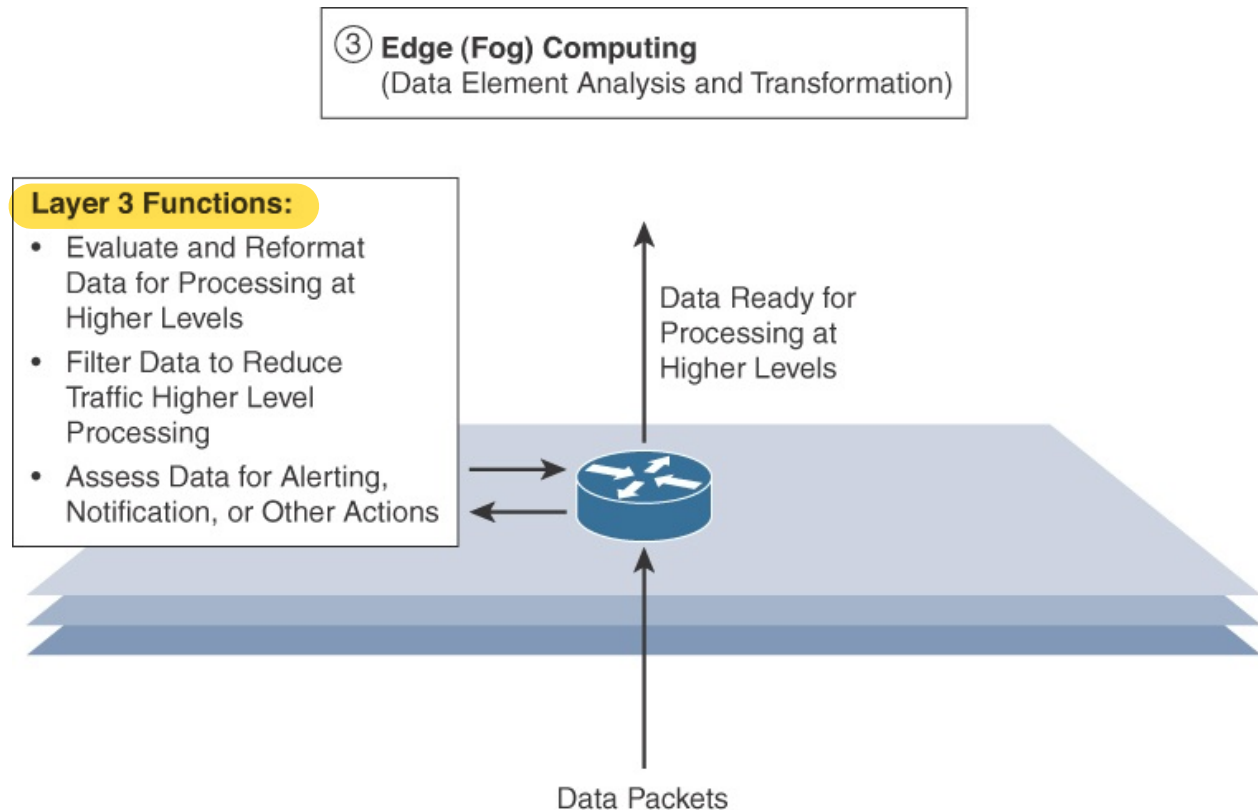 ③ Edge (Fog) Computing
(Data Element Analysis and Transformation)
Layer 3 Functions:
• Evaluate and Reformat
Data for Processing at
Higher Levels
• Filter Data to Reduce
Traffic Higher Level
Processing
• Assess Data for Alerting,
Notification, or Other Actions
Data Ready for
Processing at
Higher Levels
Data Packets